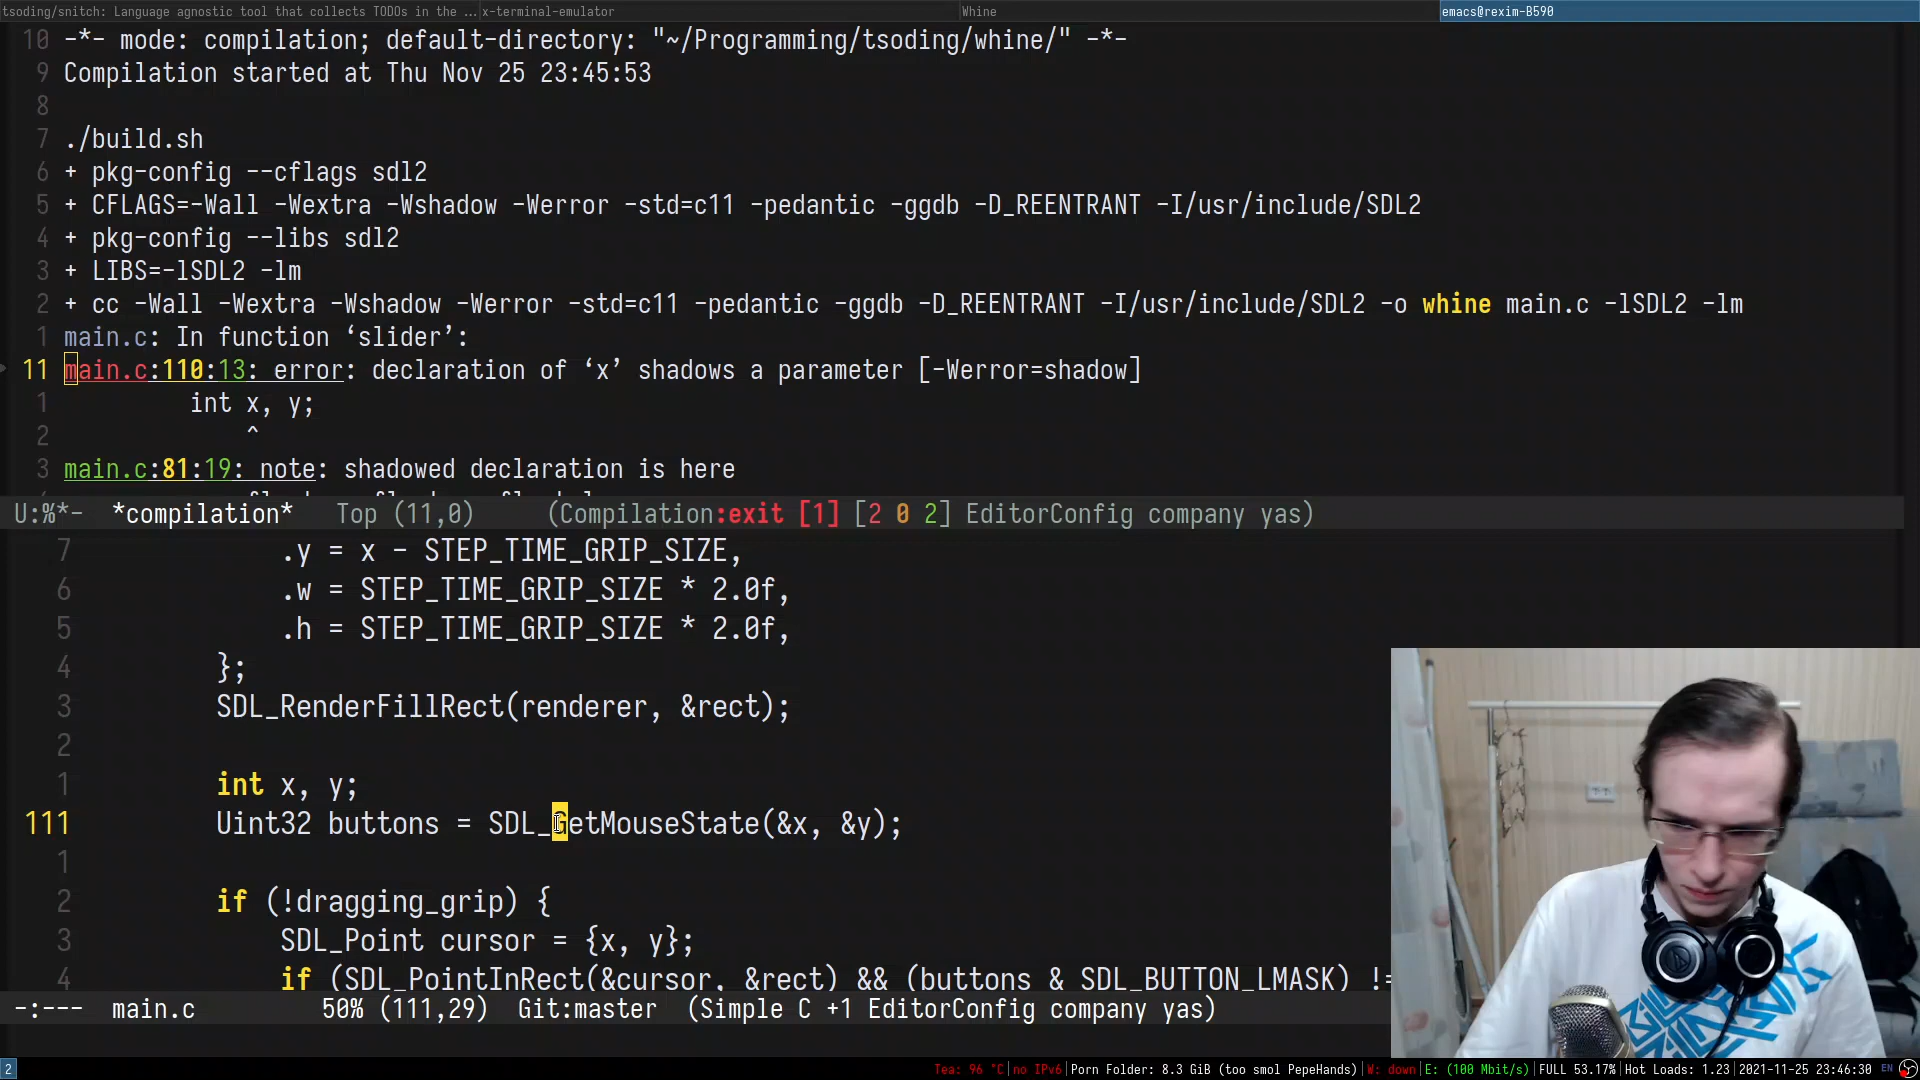 tsoding/snitch: Language agnostic tool that collects TODOs in the ...
x-terminal-emulator
Whine
emacs@rexim-B590
10 -*- mode: compilation; default-directory: "~/Programming/tsoding/whine/" -*-
9 Compilation started at Thu Nov 25 23:45:53
8
7 ./build.sh
6 + pkg-config --cflags sdl2
5 + CFLAGS=-Wall -Wextra -Wshadow -Werror -std=c11 -pedantic -ggdb -D_REENTRANT -I/usr/include/SDL2
4 + pkg-config --libs sdl2
3 + LIBS=-lSDL2 -lm
2 + cc -Wall -Wextra -Wshadow -Werror -std=c11 -pedantic -ggdb -D_REENTRANT -I/usr/include/SDL2 -o whine main.c -lSDL2 -lm
1 main.c: In function ‘slider’:
11 main.c:110:13: error: declaration of ‘x’ shadows a parameter [-Werror=shadow]
1 int x, y;
2 ^
3 main.c:81:19: note: shadowed declaration is here
U:%*- *compilation* Top (11,0) (Compilation:exit [1] [2 0 2] EditorConfig company yas)
7 .y = x - STEP_TIME_GRIP_SIZE,
6 .w = STEP_TIME_GRIP_SIZE * 2.0f,
5 .h = STEP_TIME_GRIP_SIZE * 2.0f,
4 };
3 SDL_RenderFillRect(renderer, &rect);
2
1 int x, y;
111 Uint32 buttons = SDL_GetMouseState(&x, &y);
1
2 if (!dragging_grip) {
3 SDL_Point cursor = {x, y};
4 if (SDL_PointInRect(&cursor, &rect) && (buttons & SDL_BUTTON_LMASK) !=
-:--- main.c 50% (111,29) Git:master (Simple C +1 EditorConfig company yas)
2
Tea: 96 °C|no IPv6|Porn Folder: 8.3 GiB (too smol PepeHands)|W: down|E: (100 Mbit/s)|FULL 53.17%|Hot Loads: 1.23|2021-11-25 23:46:30 EN